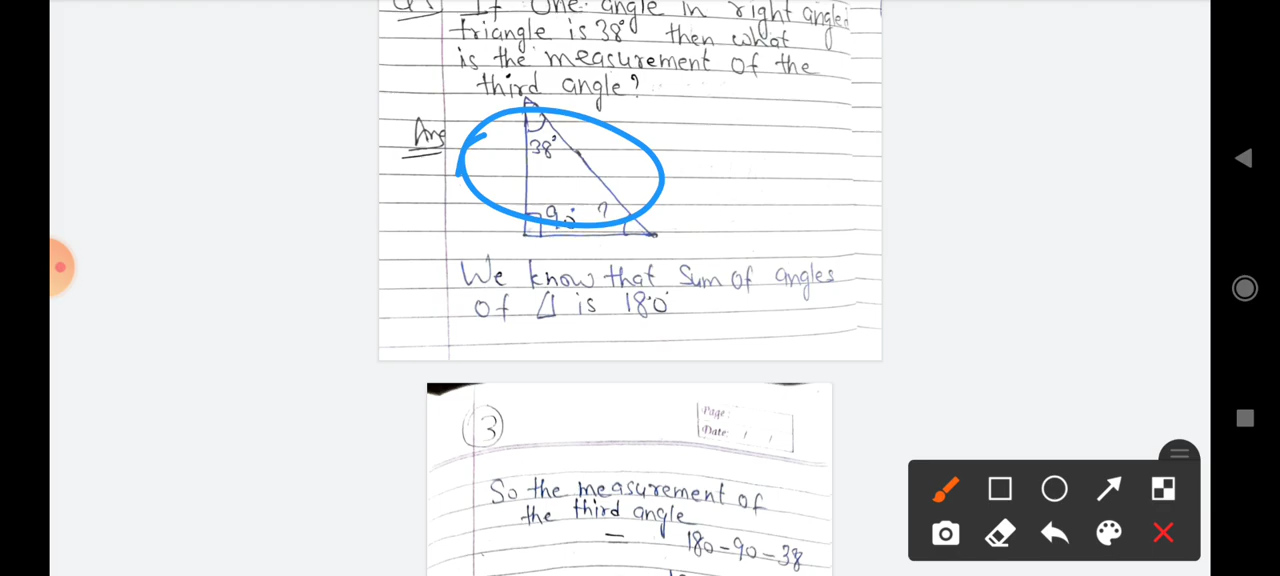 Q1 If One angle in right angled
triangle is 38° then what
is the measurement of the
third angle?
Ans
38°
90° ?
We know that Sum of angles
of Δ is 180°
3
Page:
Date: / /
So the measurement of
the third angle
= 180-90-38